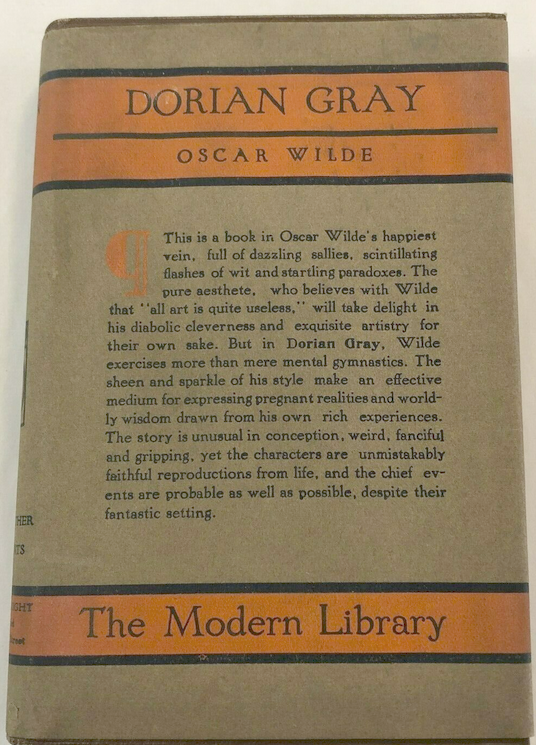 DORIAN GRAY
OSCAR WILDE
¶ This is a book in Oscar Wilde's happiest
vein, full of dazzling sallies, scintillating
flashes of wit and startling paradoxes. The
pure aesthete, who believes with Wilde
that "all art is quite useless," will take delight in
his diabolic cleverness and exquisite artistry for
their own sake. But in Dorian Gray, Wilde
exercises more than mere mental gymnastics. The
sheen and sparkle of his style make an effective
medium for expressing pregnant realities and world-
ly wisdom drawn from his own rich experiences.
The story is unusual in conception, weird, fanciful
and gripping, yet the characters are unmistakably
faithful reproductions from life, and the chief ev-
ents are probable as well as possible, despite their
fantastic setting.
The Modern Library